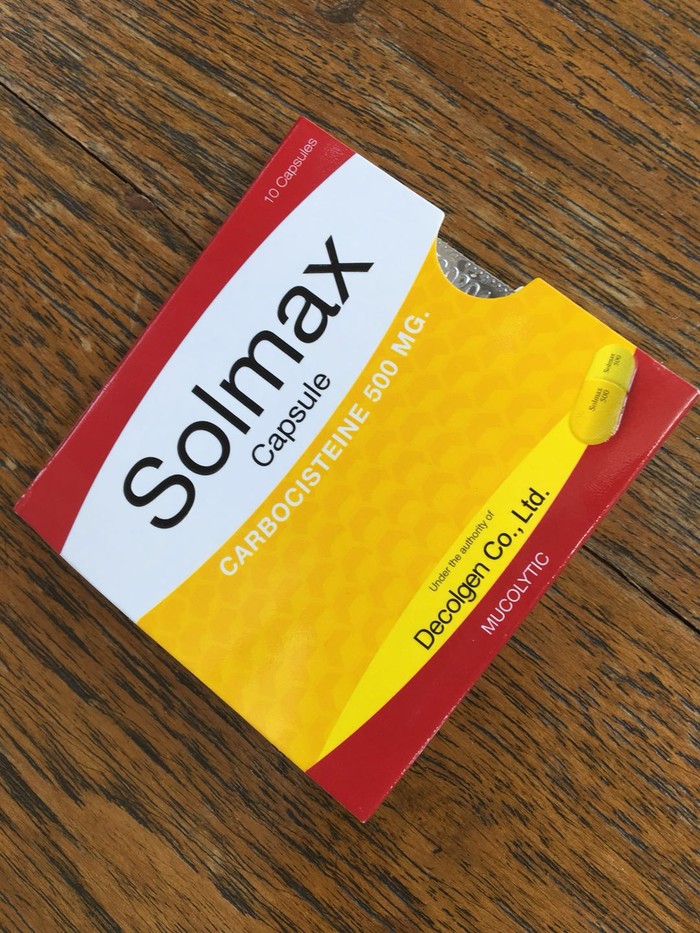 10 Capsules
Solmax
Capsule
CARBOCISTEINE 500 MG.
Solmax
500
Solmax
500
Under the authority of
Decolgen Co., Ltd.
MUCOLYTIC